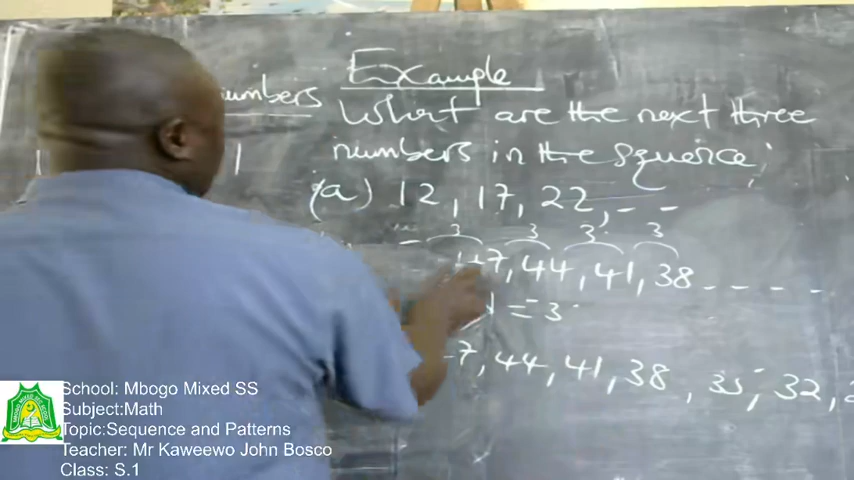 Example
numbers What are the next three
numbers in the squence;
(a) 12, 17, 22, - -
3 3 3 3
47, 44, 41, 38 - - - -
d = -3
7, 44, 41, 38, 35, 32,
School: Mbogo Mixed SS
Subject:Math
Topic:Sequence and Patterns
Teacher: Mr Kaweewo John Bosco
Class: S.1